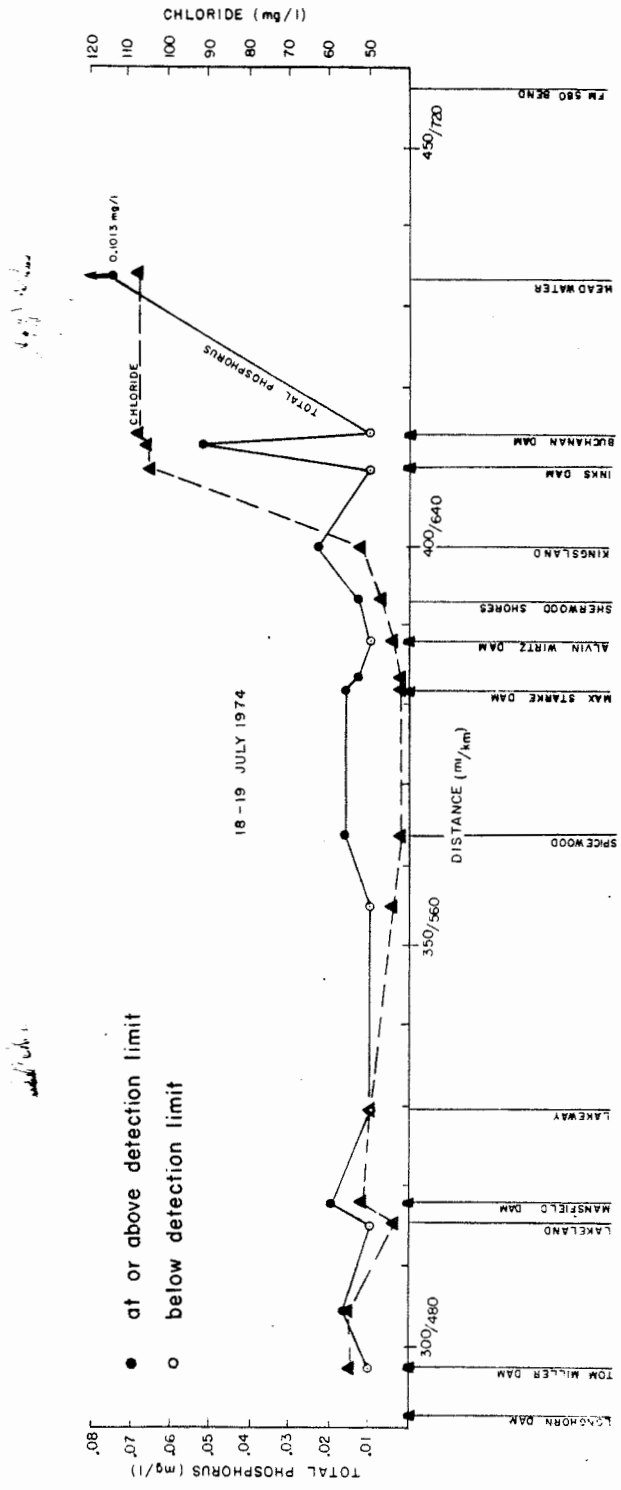 CHLORIDE (mg/l)
120
110
100
90
80
70
60
50
0.1013 mg/l
CHLORIDE
TOTAL PHOSPHORUS
18-19 JULY 1974
● at or above detection limit
○ below detection limit
.08
.07
.06
.05
.04
.03
.02
.01
TOTAL PHOSPHORUS (mg/l)
300/480
350/560
400/640
450/720
DISTANCE (mi/km)
LONGHORN DAM
TOM MILLER DAM
LAKELAND
MANSFIELD DAM
LAKEWAY
SPICEWOOD
MAX STARKE DAM
ALVIN WIRTZ DAM
SHERWOOD SHORES
KINGSLAND
INKS DAM
BUCHANAN DAM
HEADWATER
FM 580 BEND